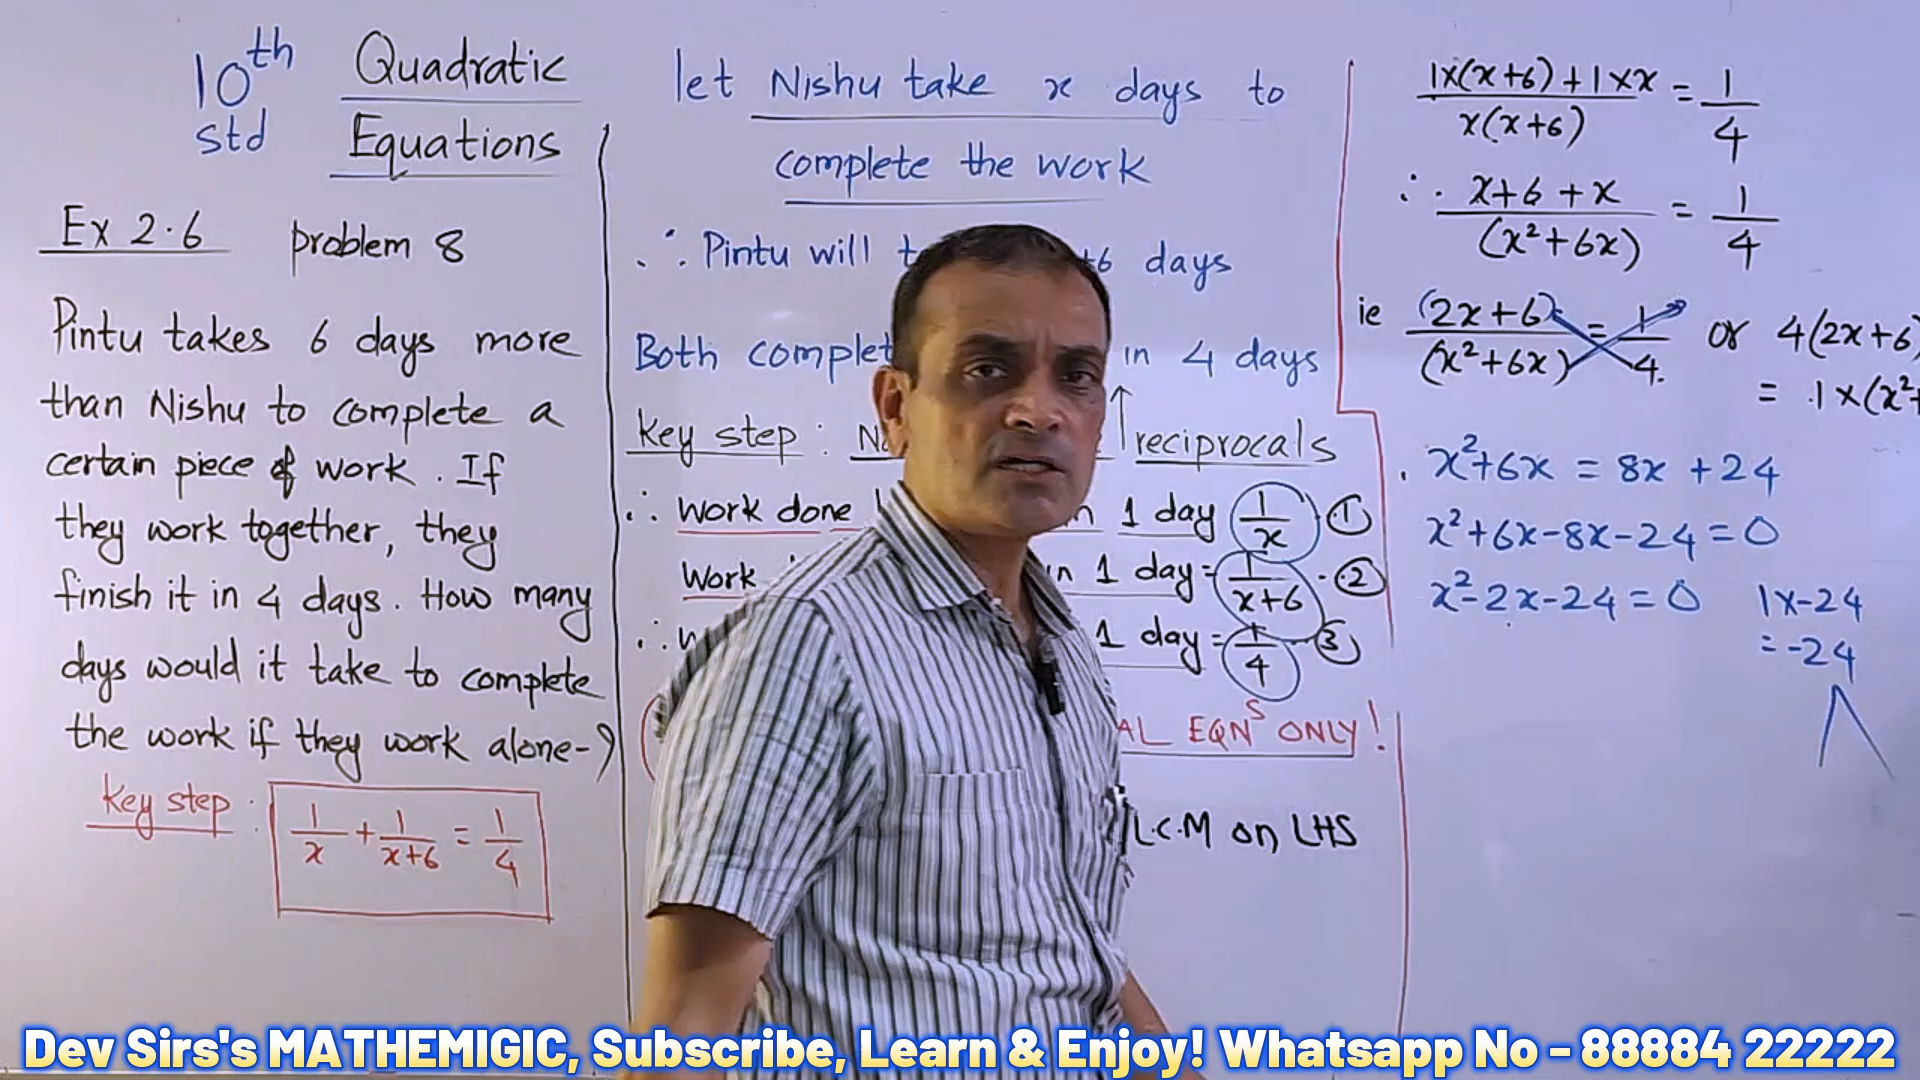 10th std
Quadratic
Equations
Ex 2.6 problem 8
Pintu takes 6 days more
than Nishu to complete a
certain piece of work. If
they work together, they
finish it in 4 days. How many
days would it take to complete
the work if they work alone-?
Key step : 1/x + 1/x+6 = 1/4
let Nishu take x days to
complete the work
∴ Pintu will +6 days
Both in 4 days
Key step : reciprocals
∴ work done 1 day 1/x ①
Work in 1 day = 1/x+6 - ②
∴ 1 day = 1/4 - ③
EQNS ONLY!
L.C.M on LHS
1x(x+6)+1xx / x(x+6) = 1/4
∴ x+6+x / (x²+6x) = 1/4
ie (2x+6) / (x²+6x) = 1/4 or 4(2x+6)
= 1x(x²+
x²+6x = 8x+24
x²+6x-8x-24=0
x²-2x-24=0
1x-24
=-24
Dev Sirs's MATHEMIGIC, Subscribe, Learn & Enjoy! Whatsapp No - 88884 22222